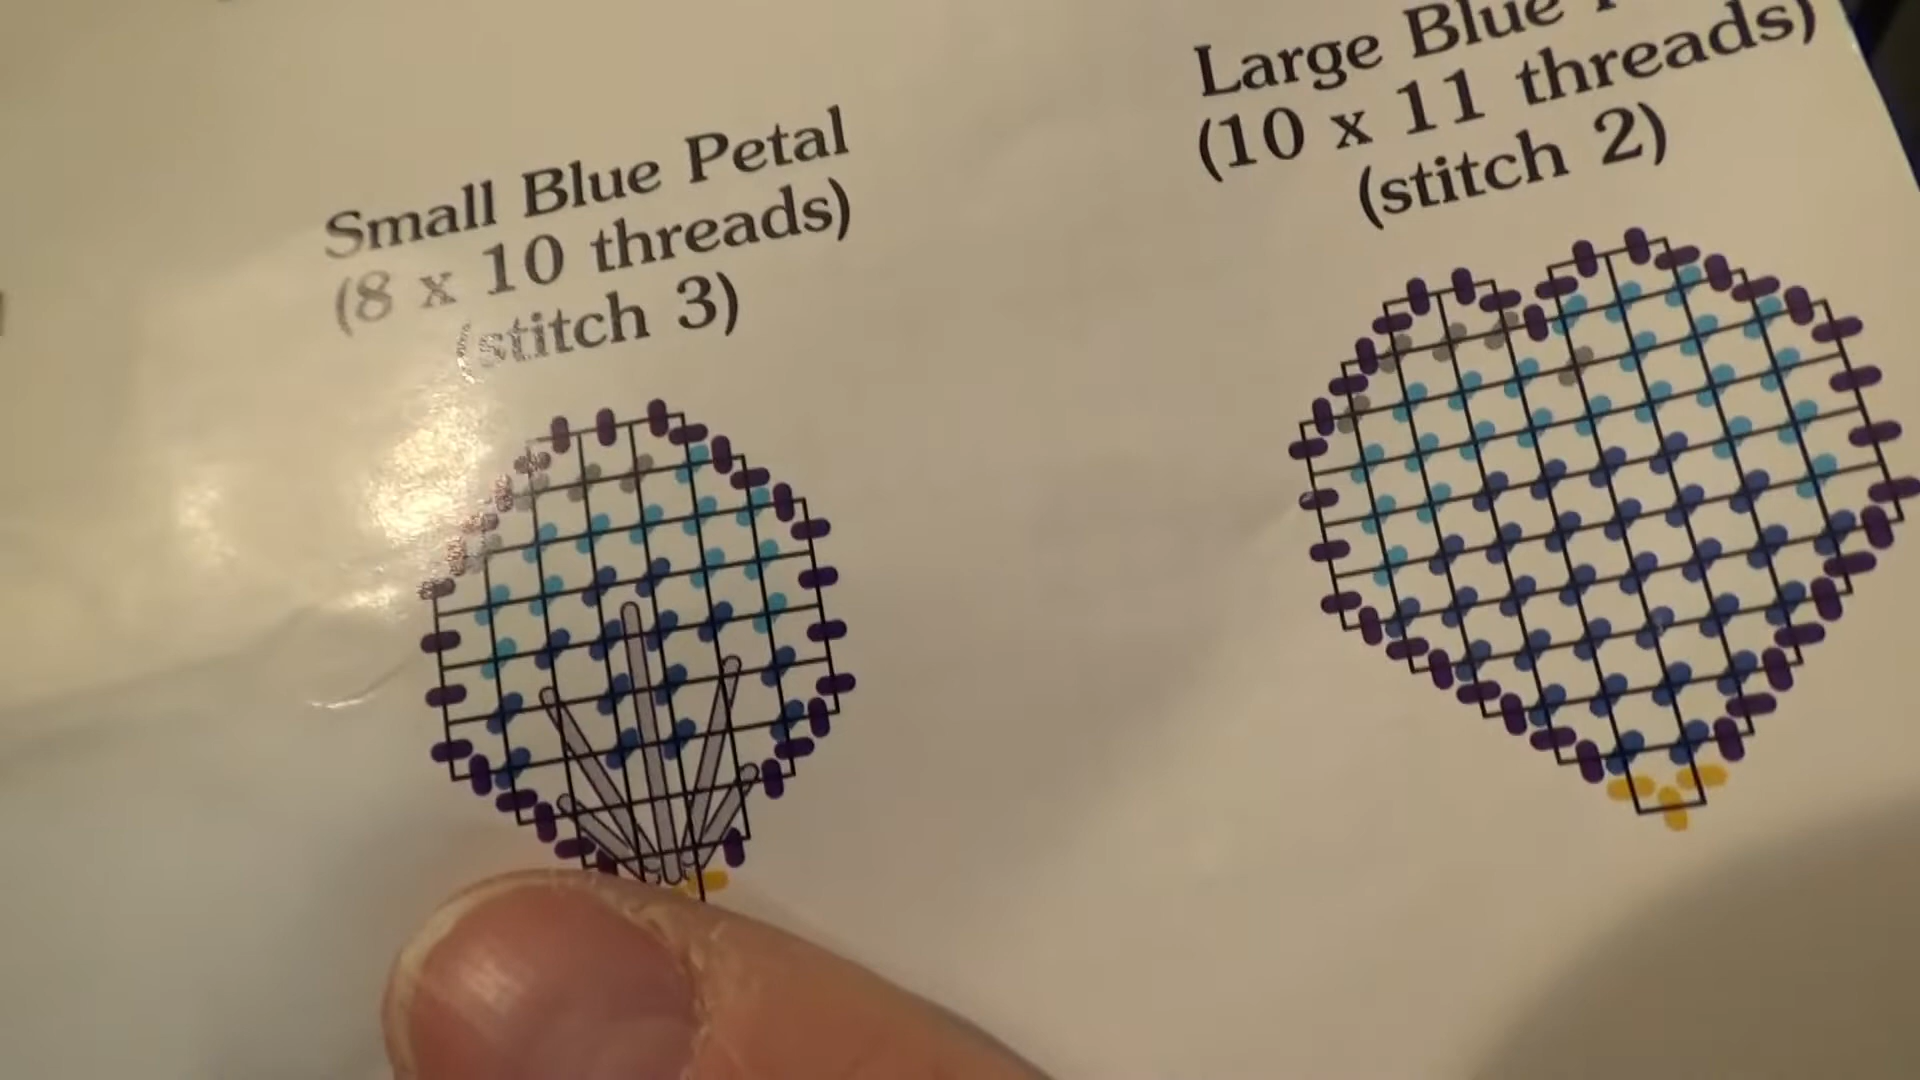 Small Blue Petal
(8 x 10 threads)
(stitch 3)
Large Blue
(10 x 11 threads)
(stitch 2)